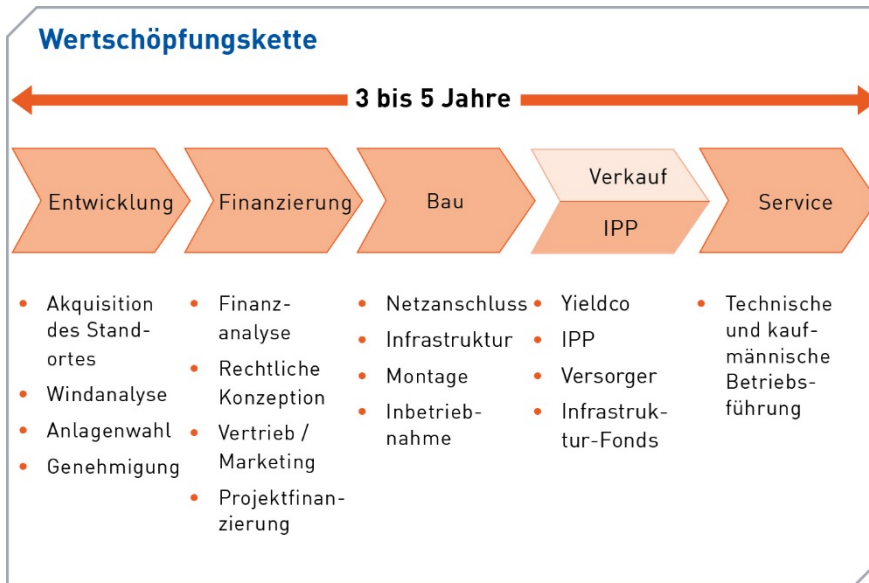 Wertschöpfungskette
3 bis 5 Jahre
Entwicklung
Finanzierung
Bau
Verkauf
IPP
Service
• Akquisition
des Stand-
ortes
• Windanalyse
• Anlagenwahl
• Genehmigung
• Finanz-
analyse
• Rechtliche
Konzeption
• Vertrieb /
Marketing
• Projektfinan-
zierung
• Netzanschluss
• Infrastruktur
• Montage
• Inbetrieb-
nahme
• Yieldco
• IPP
• Versorger
• Infrastruk-
tur-Fonds
• Technische
und kauf-
männische
Betriebs-
führung